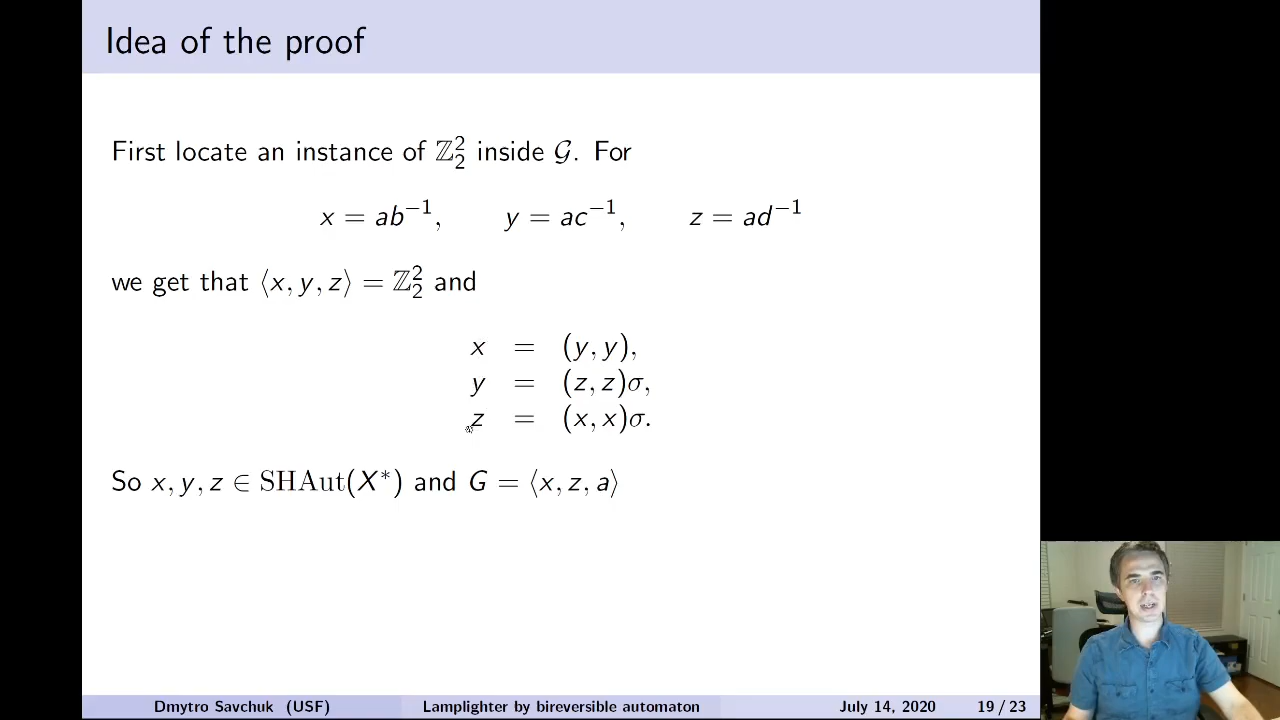 Idea of the proof
First locate an instance of ℤ₂² inside 𝒢. For
x = ab⁻¹, y = ac⁻¹, z = ad⁻¹
we get that ⟨x, y, z⟩ = ℤ₂² and
x = (y, y),
y = (z, z)σ,
z = (x, x)σ.
So x, y, z ∈ SHAut(X*) and G = ⟨x, z, a⟩
Dmytro Savchuk (USF) Lamplighter by bireversible automaton July 14, 2020 19 / 23